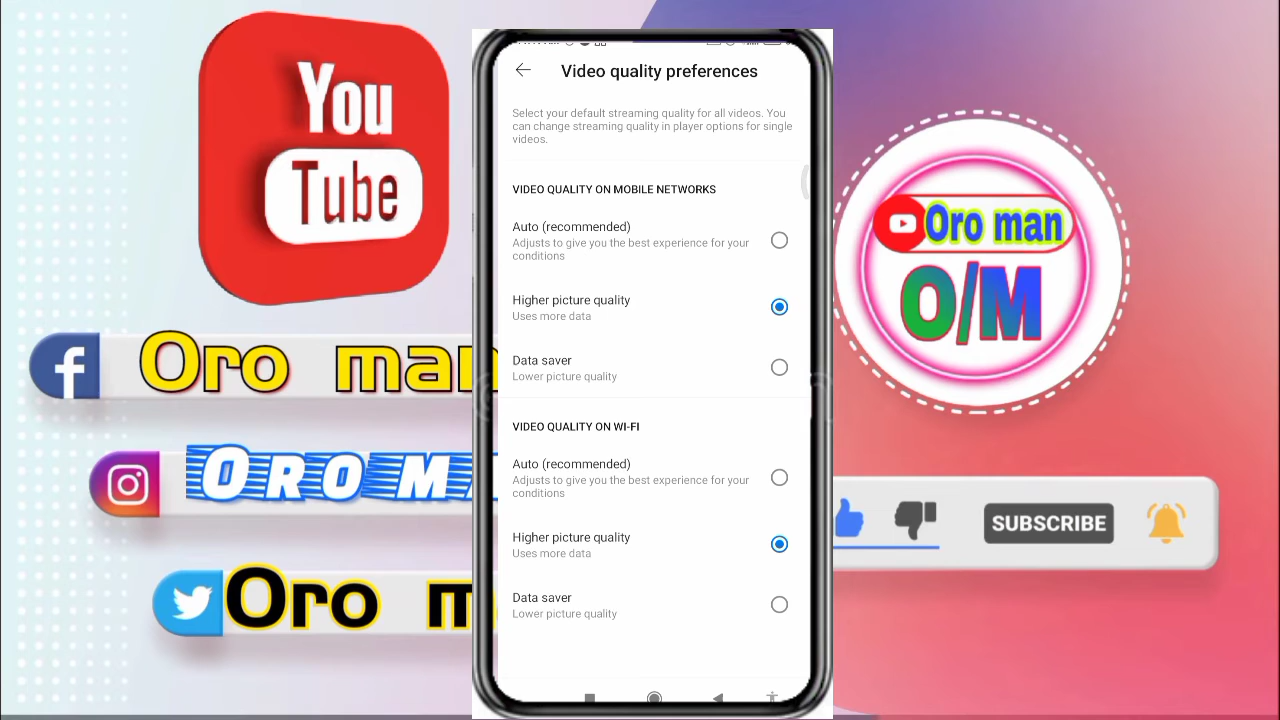 You
Tube
Oro man
Oro m
Oro m
Video quality preferences
Select your default streaming quality for all videos. You
can change streaming quality in player options for single
videos.
VIDEO QUALITY ON MOBILE NETWORKS
Auto (recommended)
Adjusts to give you the best experience for your
conditions
Higher picture quality
Uses more data
Data saver
Lower picture quality
VIDEO QUALITY ON WI-FI
Auto (recommended)
Adjusts to give you the best experience for your
conditions
Higher picture quality
Uses more data
Data saver
Lower picture quality
Oro man
O/M
SUBSCRIBE